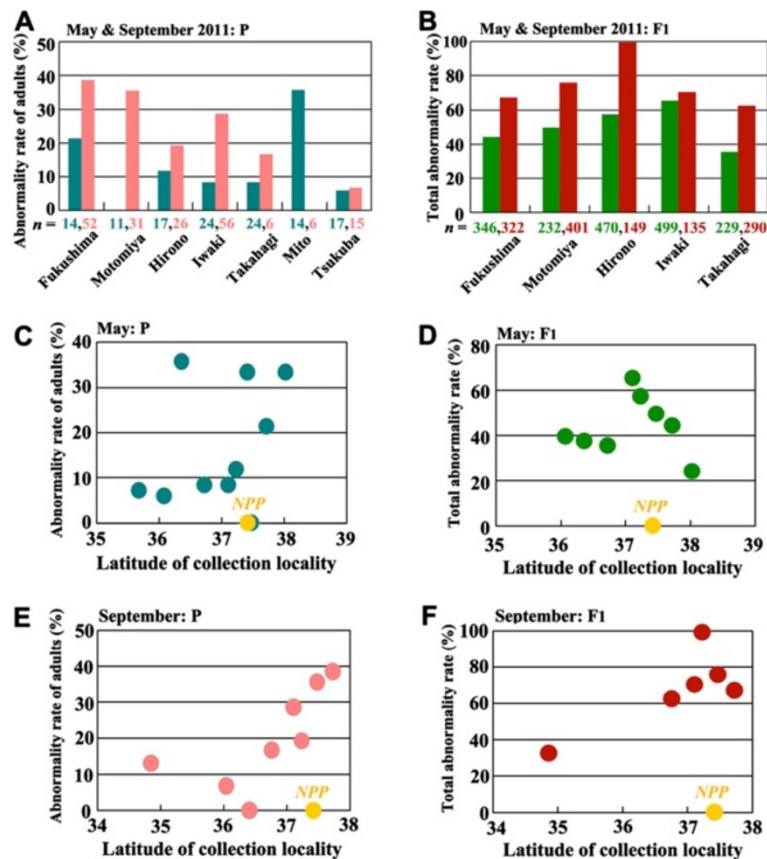 A
May & September 2011: P
Abnormality rate of adults (%)
50
40
30
20
10
0
n = 14,52 11,31 17,26 24,56 24,6 14,6 17,15
Fukushima
Motomiya
Hirono
Iwaki
Takahagi
Mito
Tsukuba
B
May & September 2011: F1
Total abnormality rate (%)
100
80
60
40
20
0
n = 346,322 232,401 470,149 499,135 229,290
Fukushima
Motomiya
Hirono
Iwaki
Takahagi
C
May: P
Abnormality rate of adults (%)
40
30
20
10
0
NPP
35 36 37 38 39
Latitude of collection locality
D
May: F1
Total abnormality rate (%)
80
60
40
20
0
NPP
35 36 37 38 39
Latitude of collection locality
E
September: P
Abnormality rate of adults (%)
50
40
30
20
10
0
NPP
34 35 36 37 38
Latitude of collection locality
F
September: F1
Total abnormality rate (%)
100
80
60
40
20
0
NPP
34 35 36 37 38
Latitude of collection locality